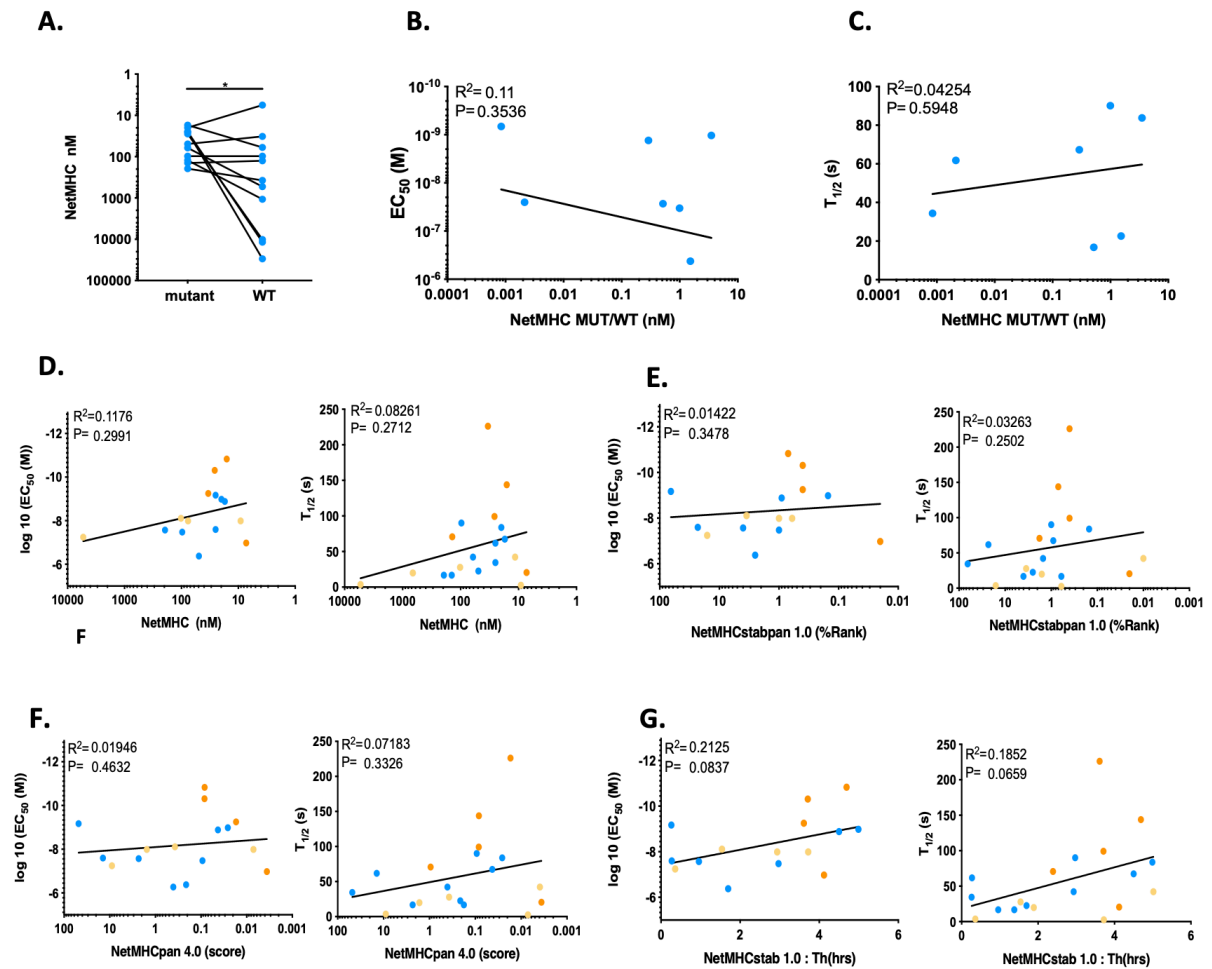 A.
B.
C.
*
NetMHC nM
1
10
100
1000
10000
100000
mutant
WT
R²= 0.11
P=0.3536
EC50 (M)
10-10
10-9
10-8
10-7
10-6
0.0001
0.001
0.01
0.1
1
10
NetMHC MUT/WT (nM)
R²=0.04254
P=0.5948
T1/2 (s)
100
80
60
40
20
0
0.0001
0.001
0.01
0.1
1
10
NetMHC MUT/WT (nM)
D.
E.
R²=0.1176
P= 0.2991
log 10 (EC50 (M))
-12
-10
-8
-6
10000
1000
100
10
1
NetMHC (nM)
R²=0.08261
P= 0.2712
T1/2 (s)
250
200
150
100
50
0
10000
1000
100
10
1
NetMHC (nM)
R²= 0.01422
P= 0.3478
log 10 (EC50 (M))
-12
-10
-8
-6
100
10
1
0.1
0.01
NetMHCstabpan 1.0 (%Rank)
R²=0.03263
P= 0.2502
T1/2 (s)
250
200
150
100
50
0
100
10
1
0.1
0.01
0.001
NetMHCstabpan 1.0 (%Rank)
F
F.
G.
R²= 0.01946
P= 0.4632
log 10 (EC50 (M))
-12
-10
-8
-6
100
10
1
0.1
0.01
0.001
NetMHCpan 4.0 (score)
R²=0.07183
P= 0.3326
T1/2 (s)
250
200
150
100
50
0
100
10
1
0.1
0.01
0.001
NetMHCpan 4.0 (score)
R²=0.2125
P= 0.0837
log 10 (EC50 (M))
-12
-10
-8
-6
0
2
4
6
NetMHCstab 1.0 : Th(hrs)
R²=0.1852
P= 0.0659
T1/2 (s)
250
200
150
100
50
0
0
2
4
6
NetMHCstab 1.0 : Th(hrs)